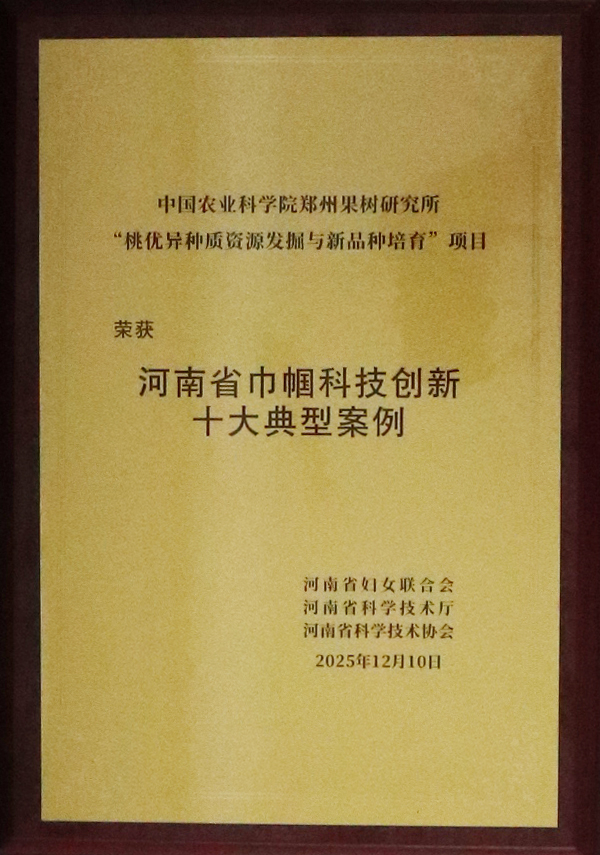 中国农业科学院郑州果树研究所
“桃优异种质资源发掘与新品种培育”项目
荣获
河南省巾帼科技创新
十大典型案例
河南省妇女联合会
河南省科学技术厅
河南省科学技术协会
2025年12月10日